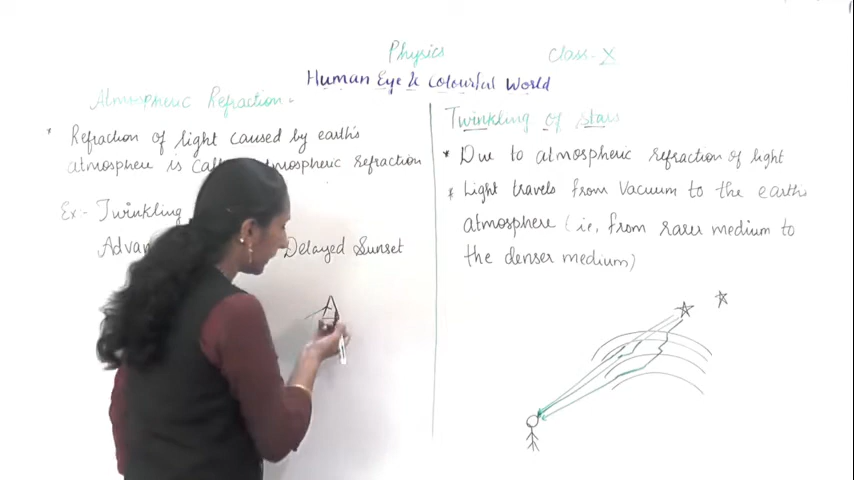 Physics Class-X
Human Eye & Colourful World
Atmospheric Refraction.
* Refraction of light caused by earth's
atmosphere is atmospheric refraction
Ex- Twinkling
Delayed Sunset
Twinkling of stars
* Due to atmospheric refraction of light
* Light travels from vacuum to the earths
atmosphere (ie, from rarer medium to
the denser medium)